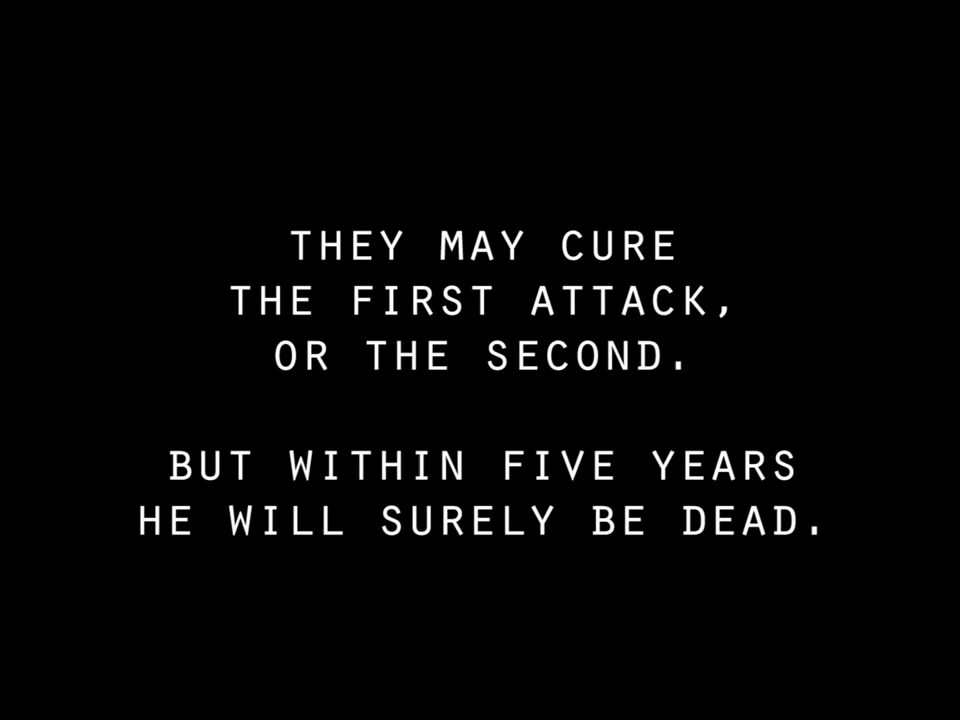 THEY MAY CURE
THE FIRST ATTACK,
OR THE SECOND.
BUT WITHIN FIVE YEARS
HE WILL SURELY BE DEAD.